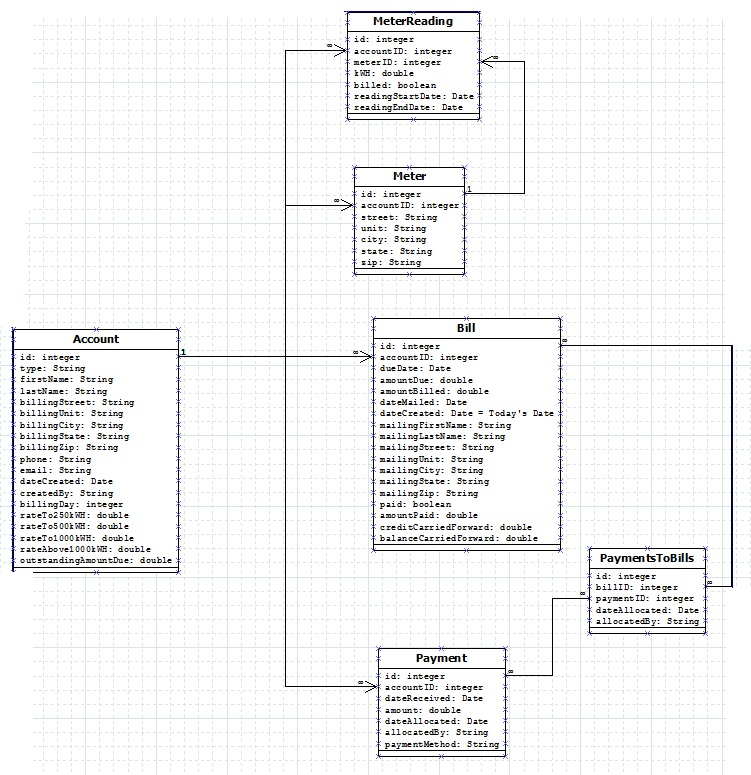 MeterReading
id: integer
accountID: integer
meterID: integer
kWH: double
billed: boolean
readingStartDate: Date
readingEndDate: Date
∞
∞
Meter
id: integer
accountID: integer
street: String
unit: String
city: String
state: String
zip: String
1
∞
Account
id: integer
type: String
firstName: String
lastName: String
billingStreet: String
billingUnit: String
billingCity: String
billingState: String
billingZip: String
phone: String
email: String
dateCreated: Date
createdBy: String
billingDay: integer
rateTo250kWH: double
rateTo500kWH: double
rateTo1000kWH: double
rateAbove1000kWH: double
outstandingAmountDue: double
1
∞
Bill
id: integer
accountID: integer
dueDate: Date
amountDue: double
amountBilled: double
dateMailed: Date
dateCreated: Date = Today's Date
mailingFirstName: String
mailingLastName: String
mailingStreet: String
mailingUnit: String
mailingCity: String
mailingState: String
mailingZip: String
paid: boolean
amountPaid: double
creditCarriedForward: double
balanceCarriedForward: double
∞
PaymentsToBills
id: integer
billID: integer
paymentID: integer
dateAllocated: Date
allocatedBy: String
∞
∞
Payment
id: integer
accountID: integer
dateReceived: Date
amount: double
dateAllocated: Date
allocatedBy: String
paymentMethod: String
∞
∞